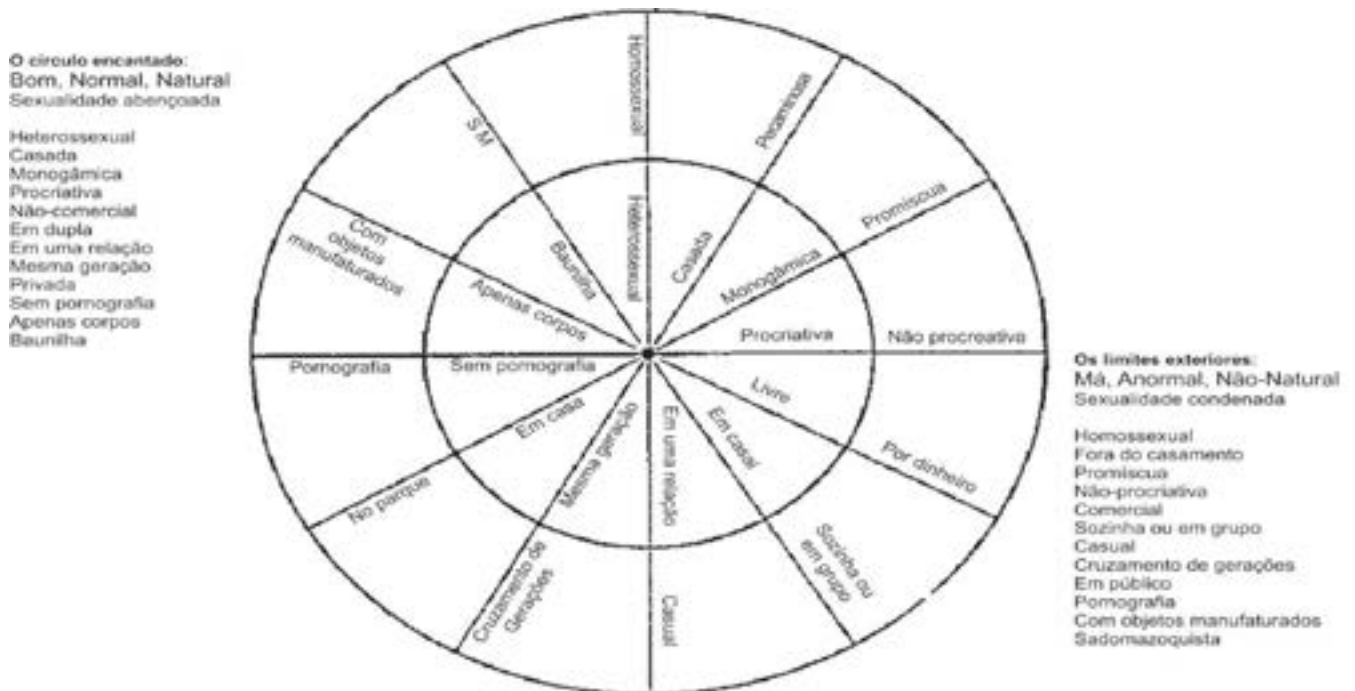 O círculo encantado:
Bom, Normal, Natural
Sexualidade abençoada
Heterossexual
Casada
Monogâmica
Procriativa
Não-comercial
Em dupla
Em uma relação
Mesma geração
Privada
Sem pornografia
Apenas corpos
Baunilha
Homossexual
Pecaminosa
Promíscua
Não procreativa
Por dinheiro
Sozinha ou
em grupo
Casual
Cruzamento de
Gerações
No parque
Pornografia
Com
objetos
manufaturados
S M
Heterossexual
Casada
Monogâmica
Procriativa
Livre
Em casal
Em uma relação
Mesma geração
Em casa
Sem pornografia
Apenas corpos
Baunilha
Os limites exteriores:
Má, Anormal, Não-Natural
Sexualidade condenada
Homossexual
Fora do casamento
Promíscua
Não-procriativa
Comercial
Sozinha ou em grupo
Casual
Cruzamento de gerações
Em público
Pornografia
Com objetos manufaturados
Sadomazoquista